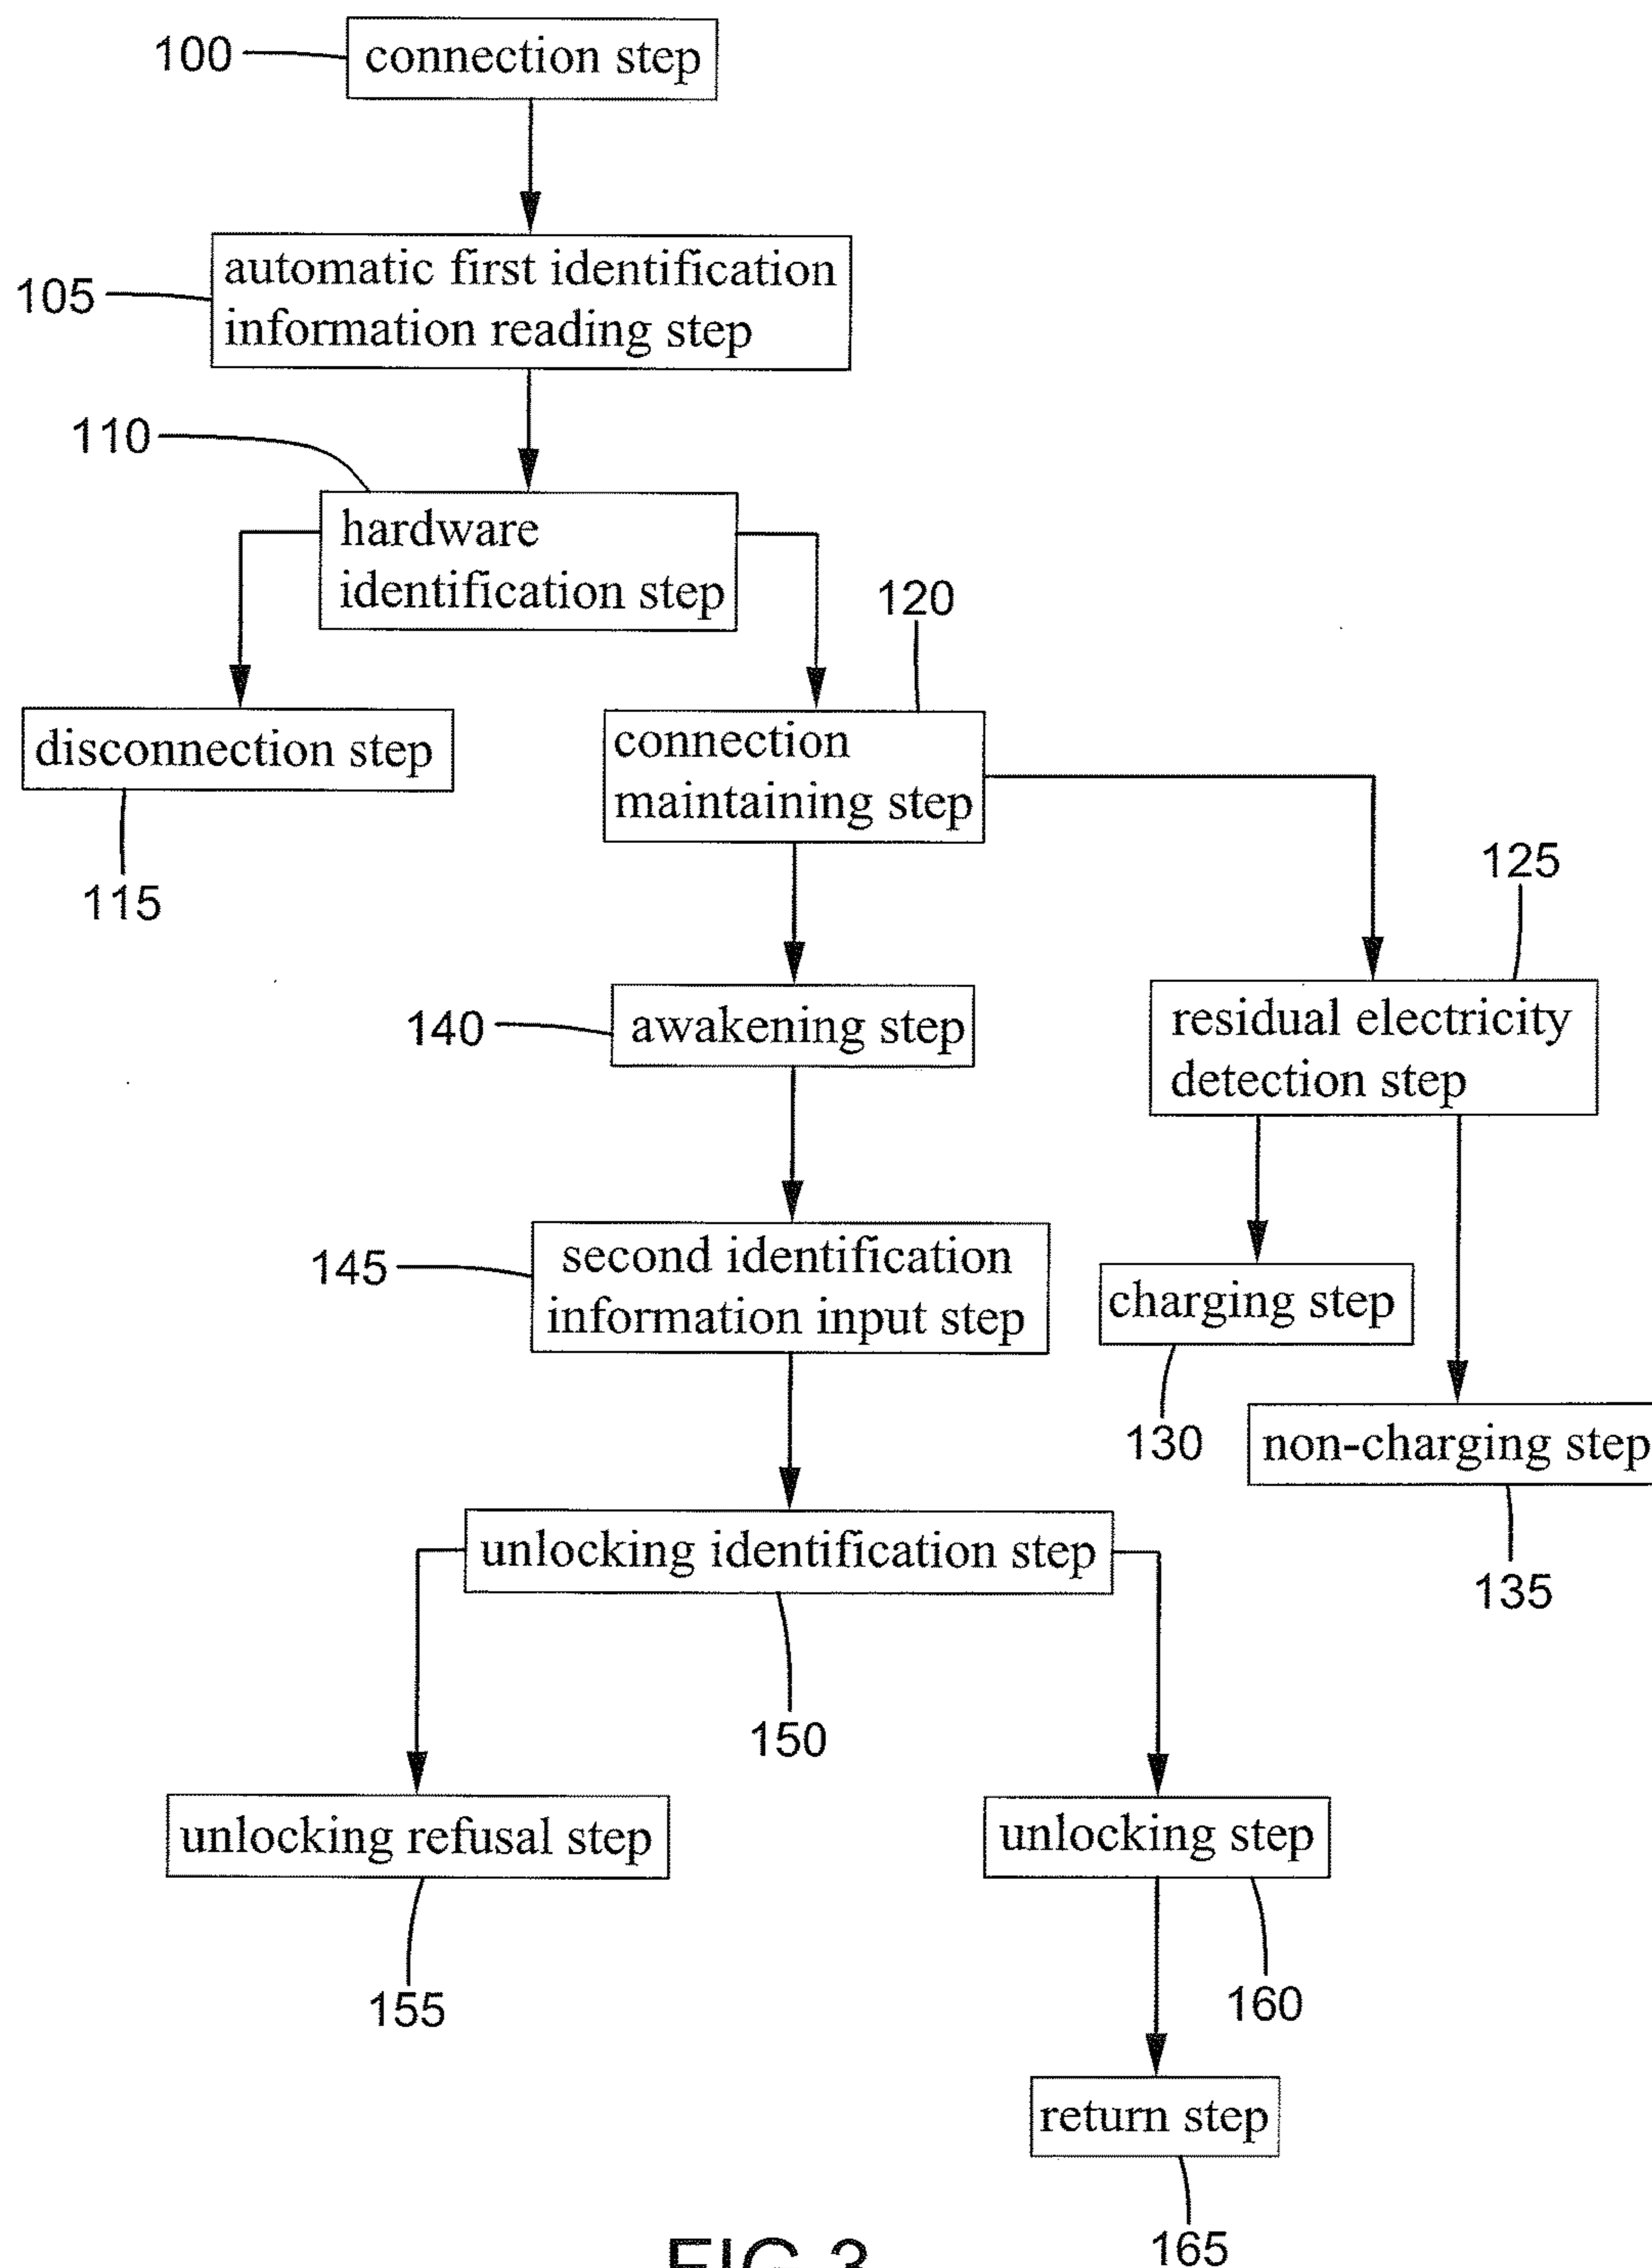 100
connection step
105
automatic first identification
information reading step
110
hardware
identification step
120
disconnection step
115
connection
maintaining step
125
140
awakening step
residual electricity
detection step
145
second identification
information input step
charging step
130
non-charging step
135
unlocking identification step
150
unlocking refusal step
155
unlocking step
160
return step
165
FIG.3